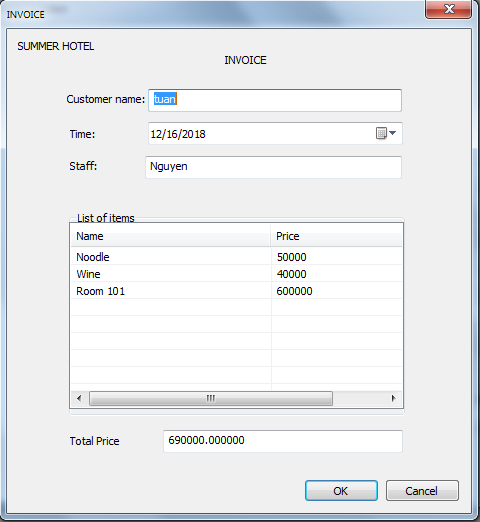 INVOICE
SUMMER HOTEL
INVOICE
Customer name: tuan
Time: 12/16/2018
Staff: Nguyen
List of items
Name Price
Noodle 50000
Wine 40000
Room 101 600000
Total Price 690000.000000
OK Cancel